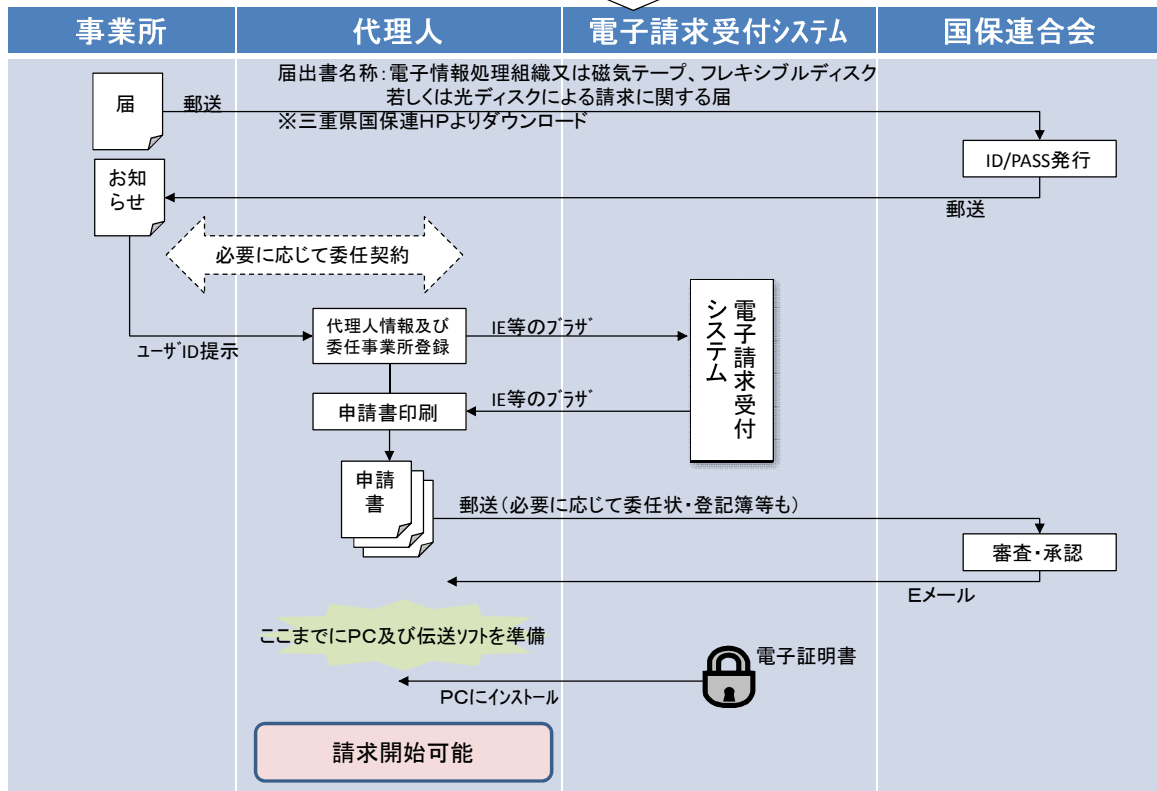 事業所
代理人
電子請求受付システム
国保連合会
届
郵送
届出書名称:電子情報処理組織又は磁気テープ、フレキシブルディスク
若しくは光ディスクによる請求に関する届
※三重県国保連HPよりダウンロード
ID/PASS発行
お知
らせ
郵送
必要に応じて委任契約
ユーザID提示
代理人情報及び
委任事業所登録
IE等のブラザ
電子請求受付
システム
申請書印刷
IE等のブラザ
申請
書
郵送(必要に応じて委任状・登記簿等も)
審査・承認
Eメール
ここまでにPC及び伝送ソフトを準備
電子証明書
PCにインストール
請求開始可能